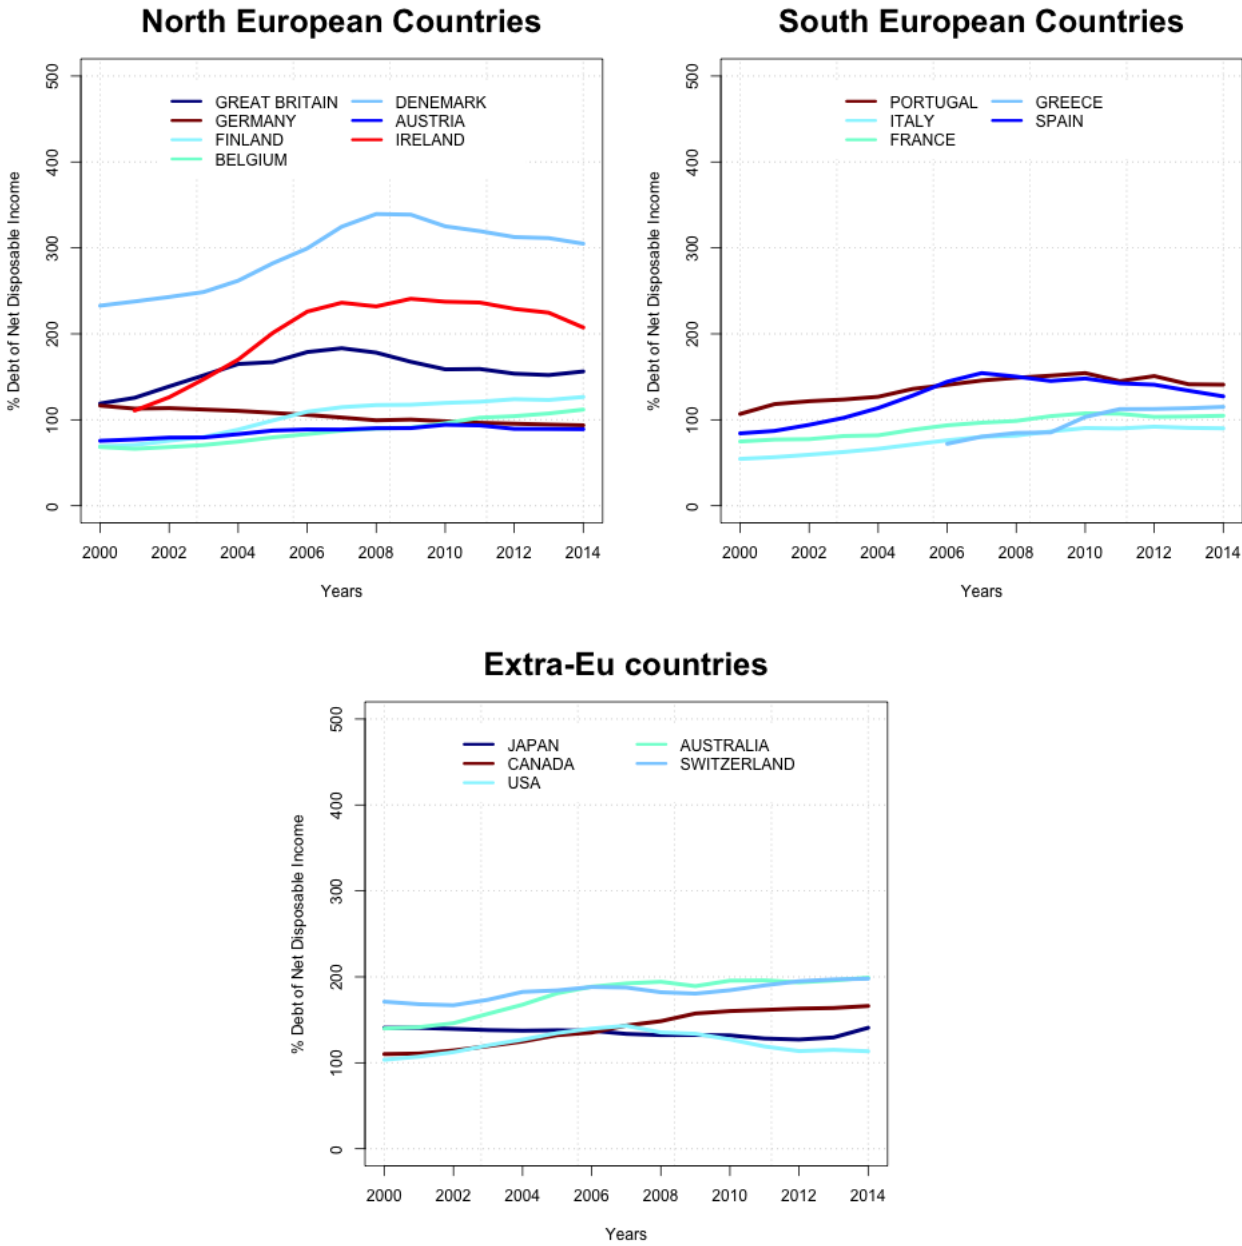 North European Countries
% Debt of Net Disposable Income
500
400
300
200
100
0
GREAT BRITAIN
GERMANY
FINLAND
BELGIUM
DENEMARK
AUSTRIA
IRELAND
2000 2002 2004 2006 2008 2010 2012 2014
Years
South European Countries
% Debt of Net Disposable Income
500
400
300
200
100
0
PORTUGAL
ITALY
FRANCE
GREECE
SPAIN
2000 2002 2004 2006 2008 2010 2012 2014
Years
Extra-Eu countries
% Debt of Net Disposable Income
500
400
300
200
100
0
JAPAN
CANADA
USA
AUSTRALIA
SWITZERLAND
2000 2002 2004 2006 2008 2010 2012 2014
Years